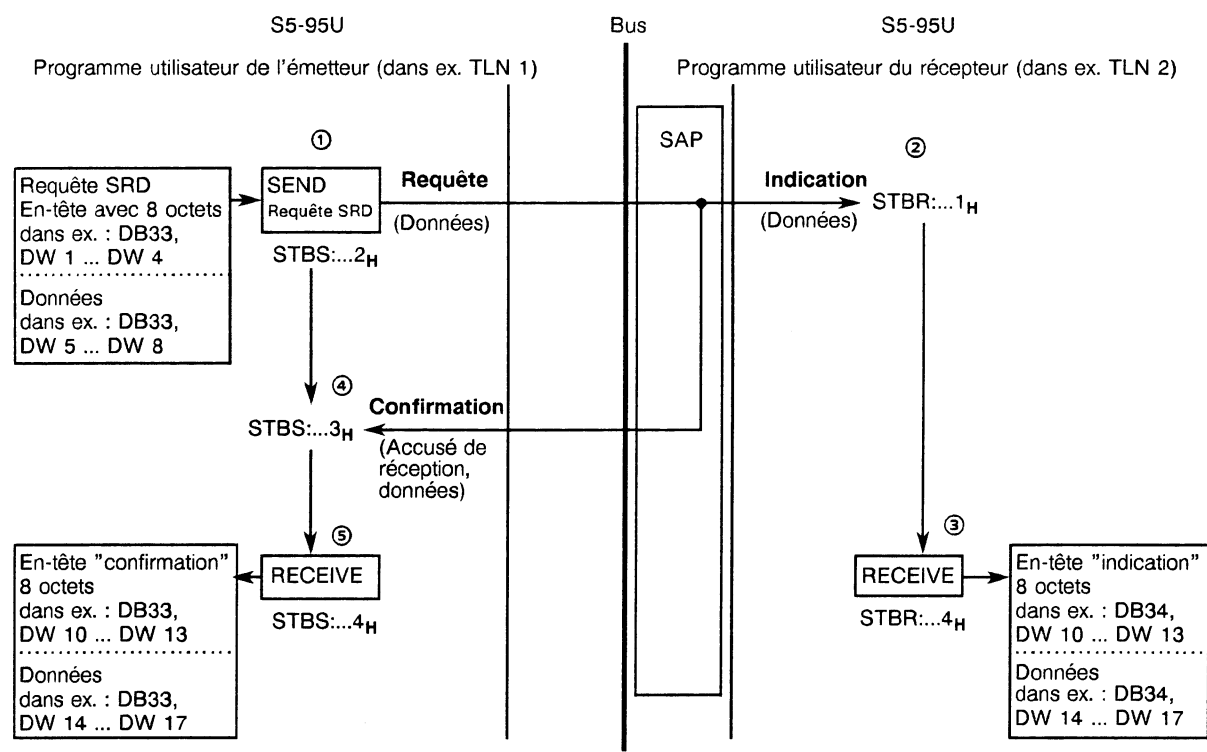 S5-95U
Bus
S5-95U
Programme utilisateur de l'émetteur (dans ex. TLN 1)
Programme utilisateur du récepteur (dans ex. TLN 2)
SAP
①
Requête SRD
En-tête avec 8 octets
dans ex. : DB33,
DW 1 ... DW 4
Données
dans ex. : DB33,
DW 5 ... DW 8
SEND
Requête SRD
STBS:...2H
Requête
(Données)
Indication
(Données)
②
STBR:...1H
④
STBS:...3H
Confirmation
(Accusé de
réception,
données)
⑤
RECEIVE
STBS:...4H
En-tête "confirmation"
8 octets
dans ex. : DB33,
DW 10 ... DW 13
Données
dans ex. : DB33,
DW 14 ... DW 17
③
RECEIVE
STBR:...4H
En-tête "indication"
8 octets
dans ex. : DB34,
DW 10 ... DW 13
Données
dans ex. : DB34,
DW 14 ... DW 17